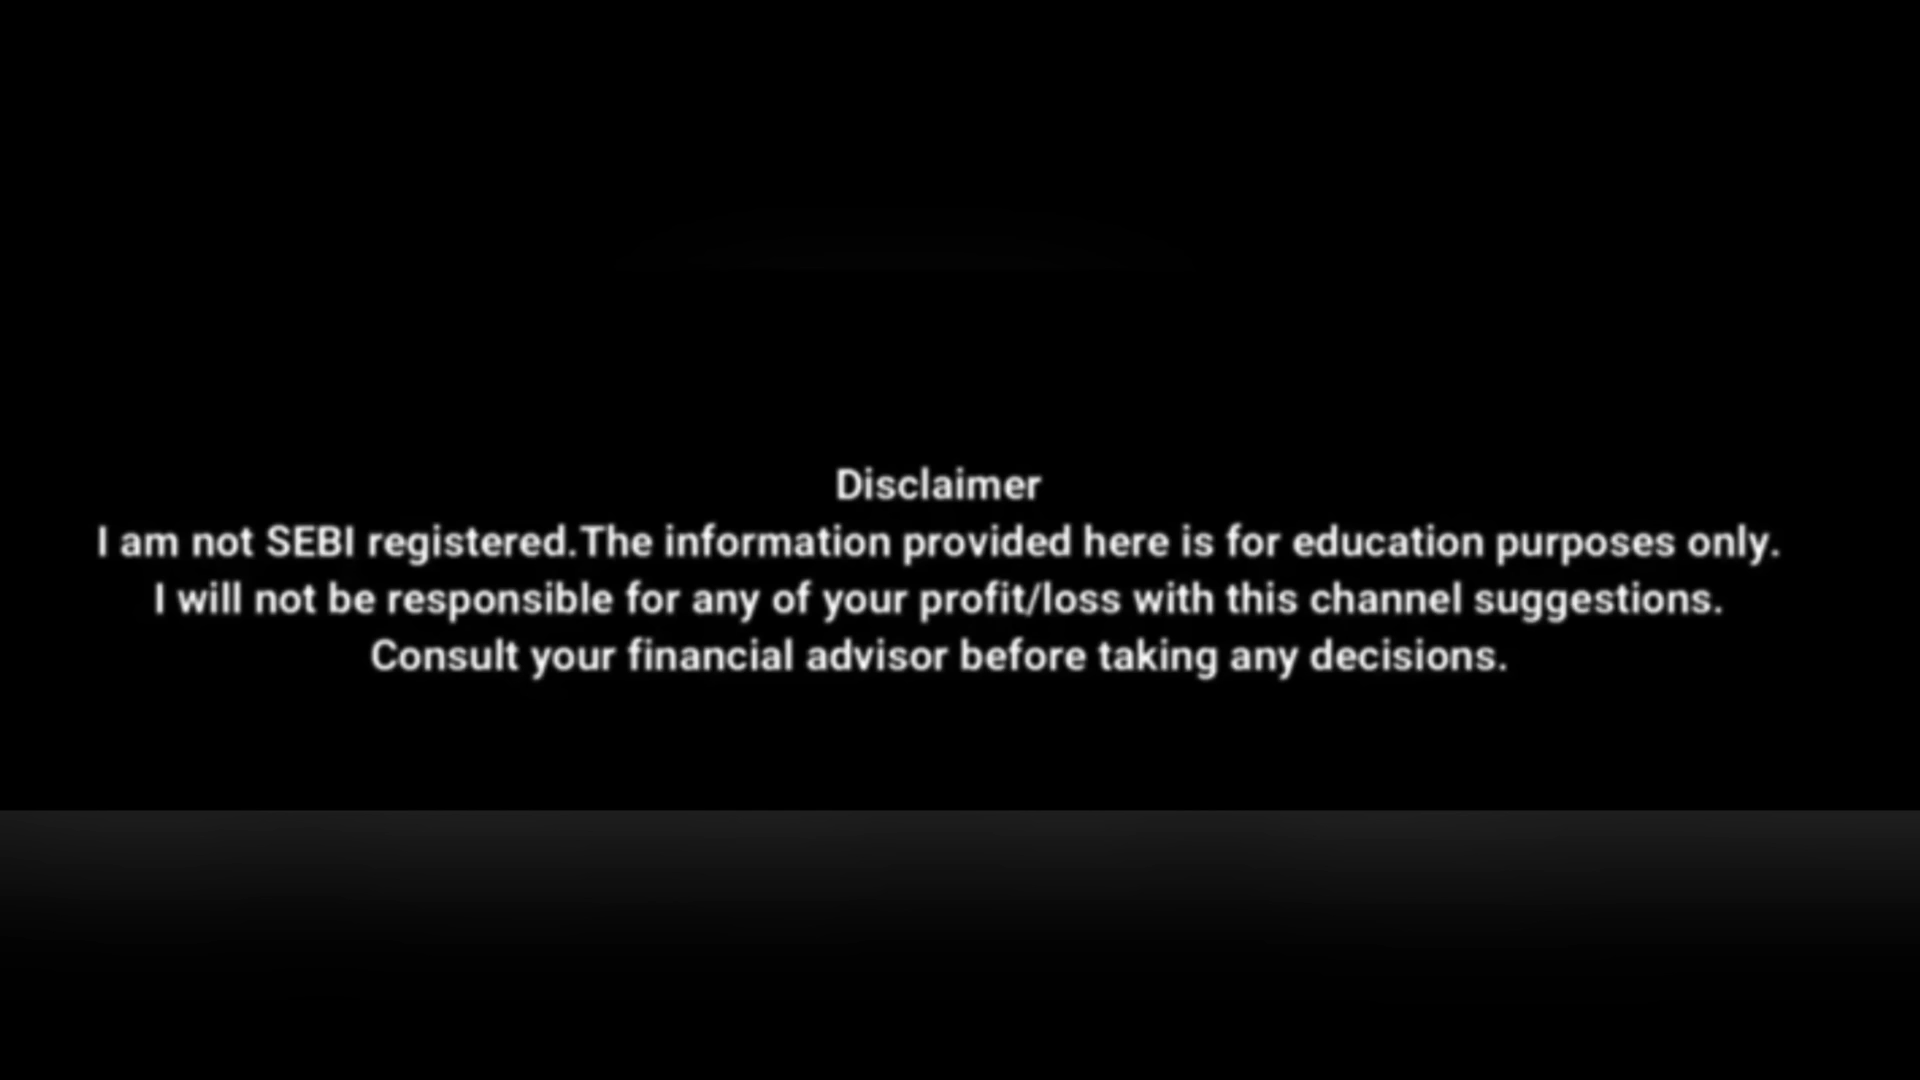 Disclaimer
I am not SEBI registered.The information provided here is for education purposes only.
I will not be responsible for any of your profit/loss with this channel suggestions.
Consult your financial advisor before taking any decisions.